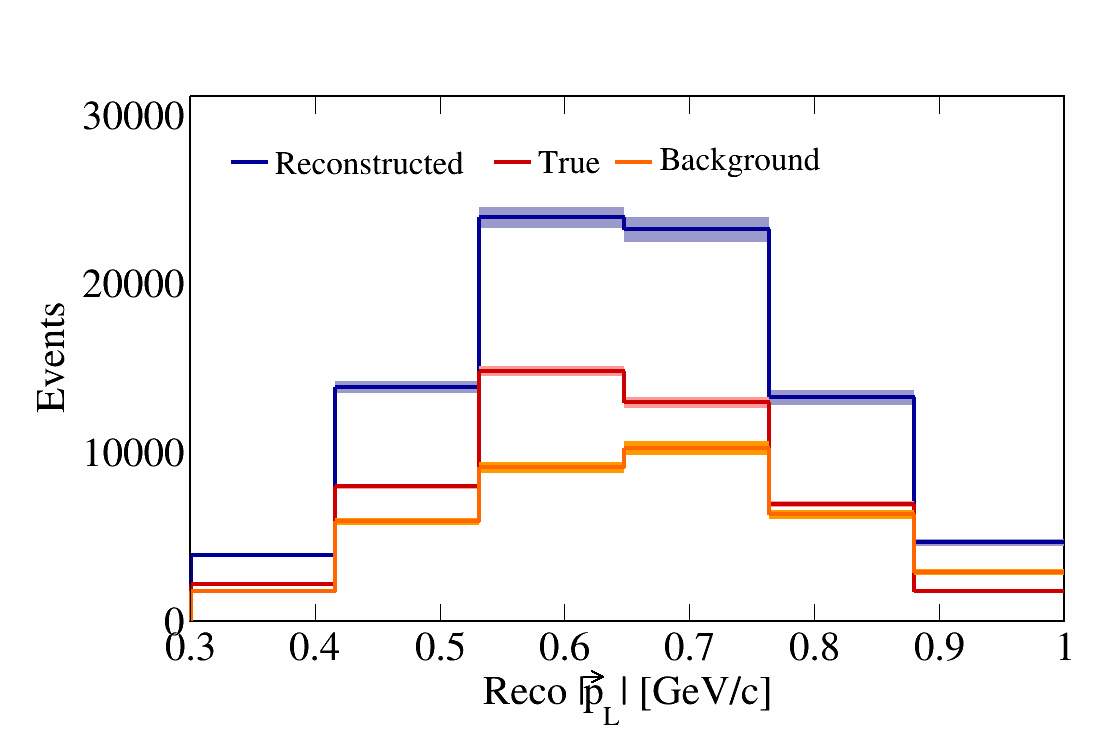 30000
Reconstructed True Background
20000
10000
0
Events
0.3 0.4 0.5 0.6 0.7 0.8 0.9 1
Reco |p⃗L| [GeV/c]